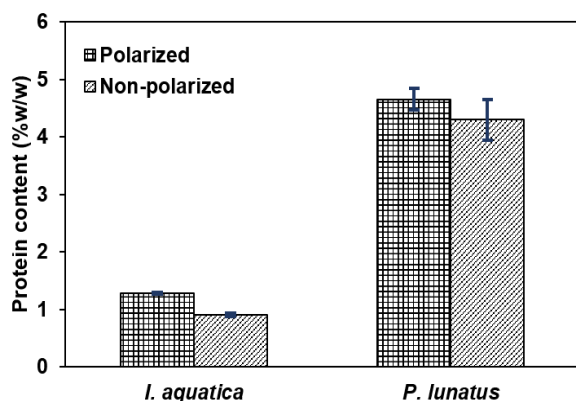 6
5
4
3
2
1
0
Protein content (%w/w)
Polarized
Non-polarized
I. aquatica
P. lunatus